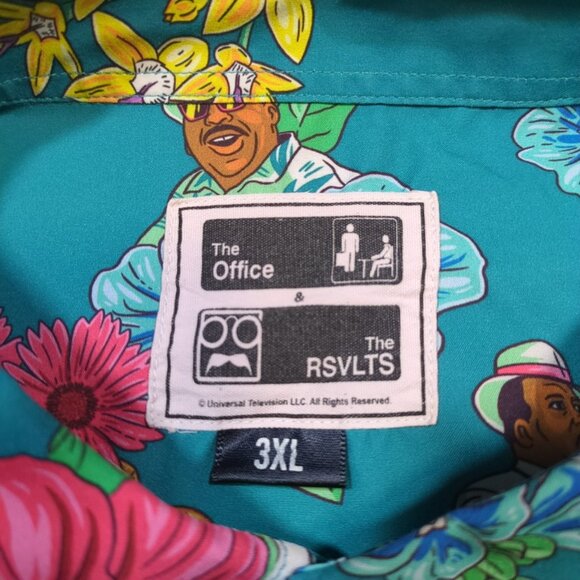 The
Office
&
The
RSVLTS
© Universal Television LLC. All Rights Reserved.
3XL